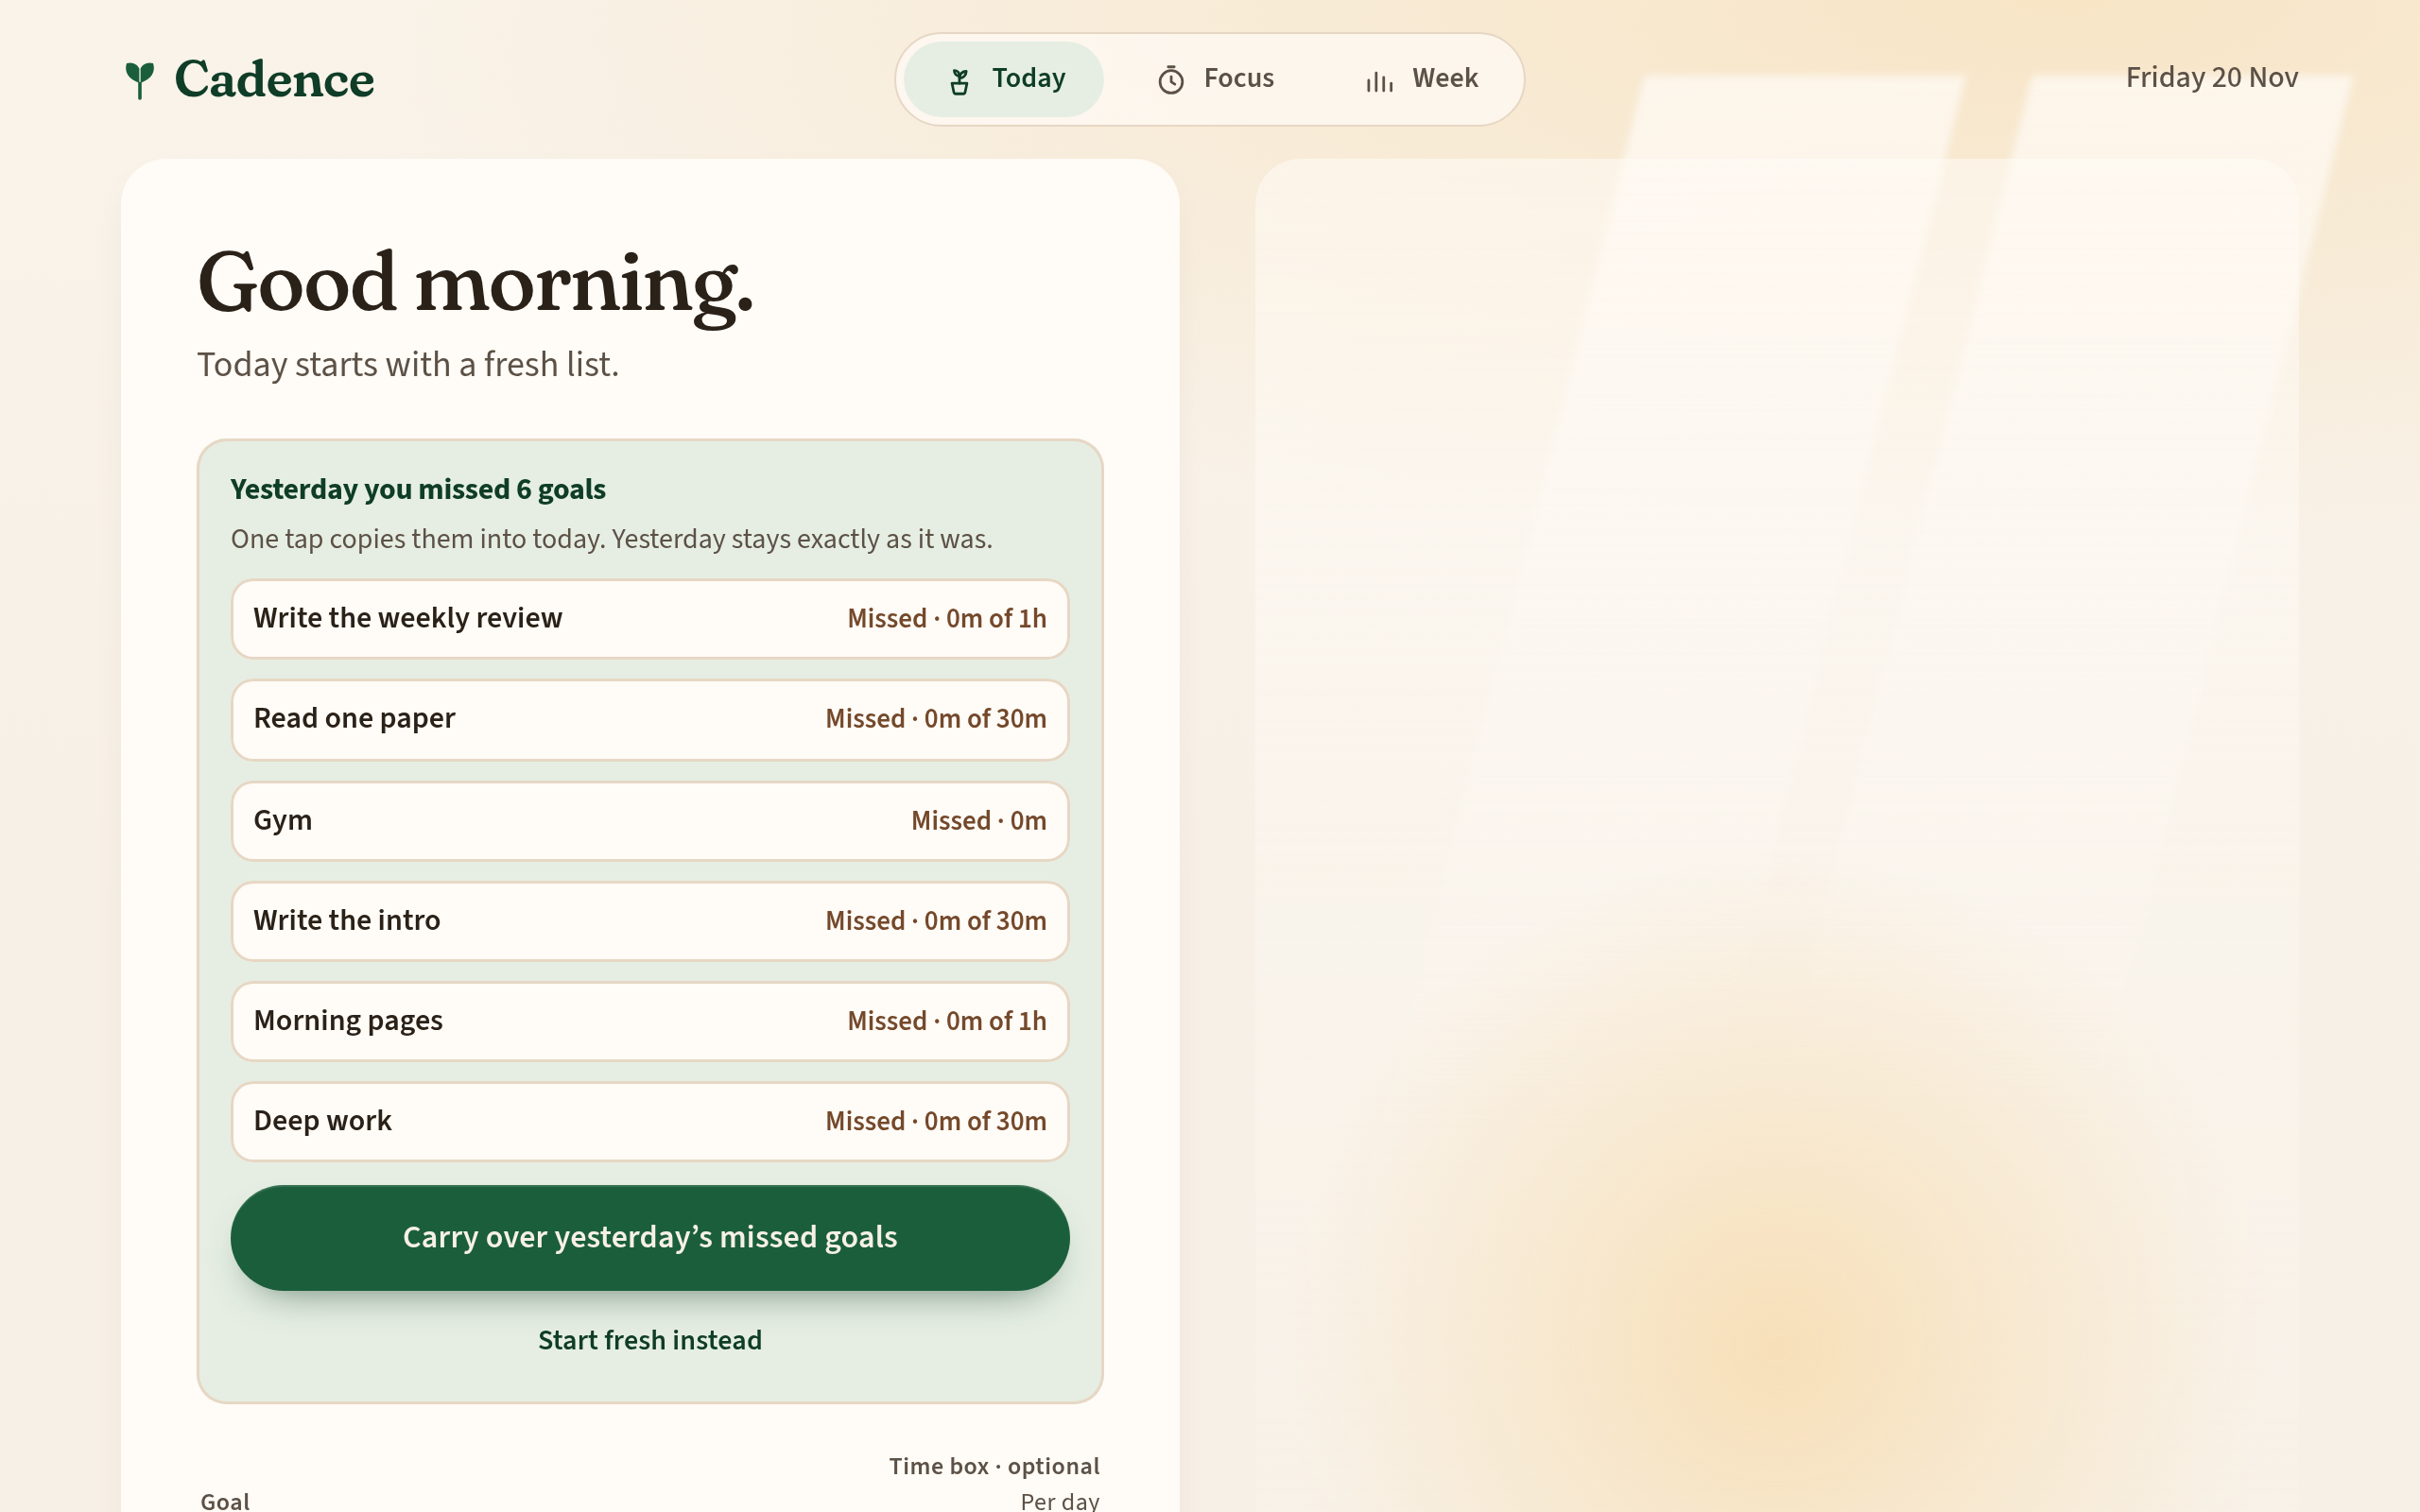 Cadence
Today
Focus
Week
Friday 20 Nov
Good morning.
Today starts with a fresh list.
Yesterday you missed 6 goals
One tap copies them into today. Yesterday stays exactly as it was.
Write the weekly review
Missed · 0m of 1h
Read one paper
Missed · 0m of 30m
Gym
Missed · 0m
Write the intro
Missed · 0m of 30m
Morning pages
Missed · 0m of 1h
Deep work
Missed · 0m of 30m
Carry over yesterday’s missed goals
Start fresh instead
Time box · optional
Goal
Per day